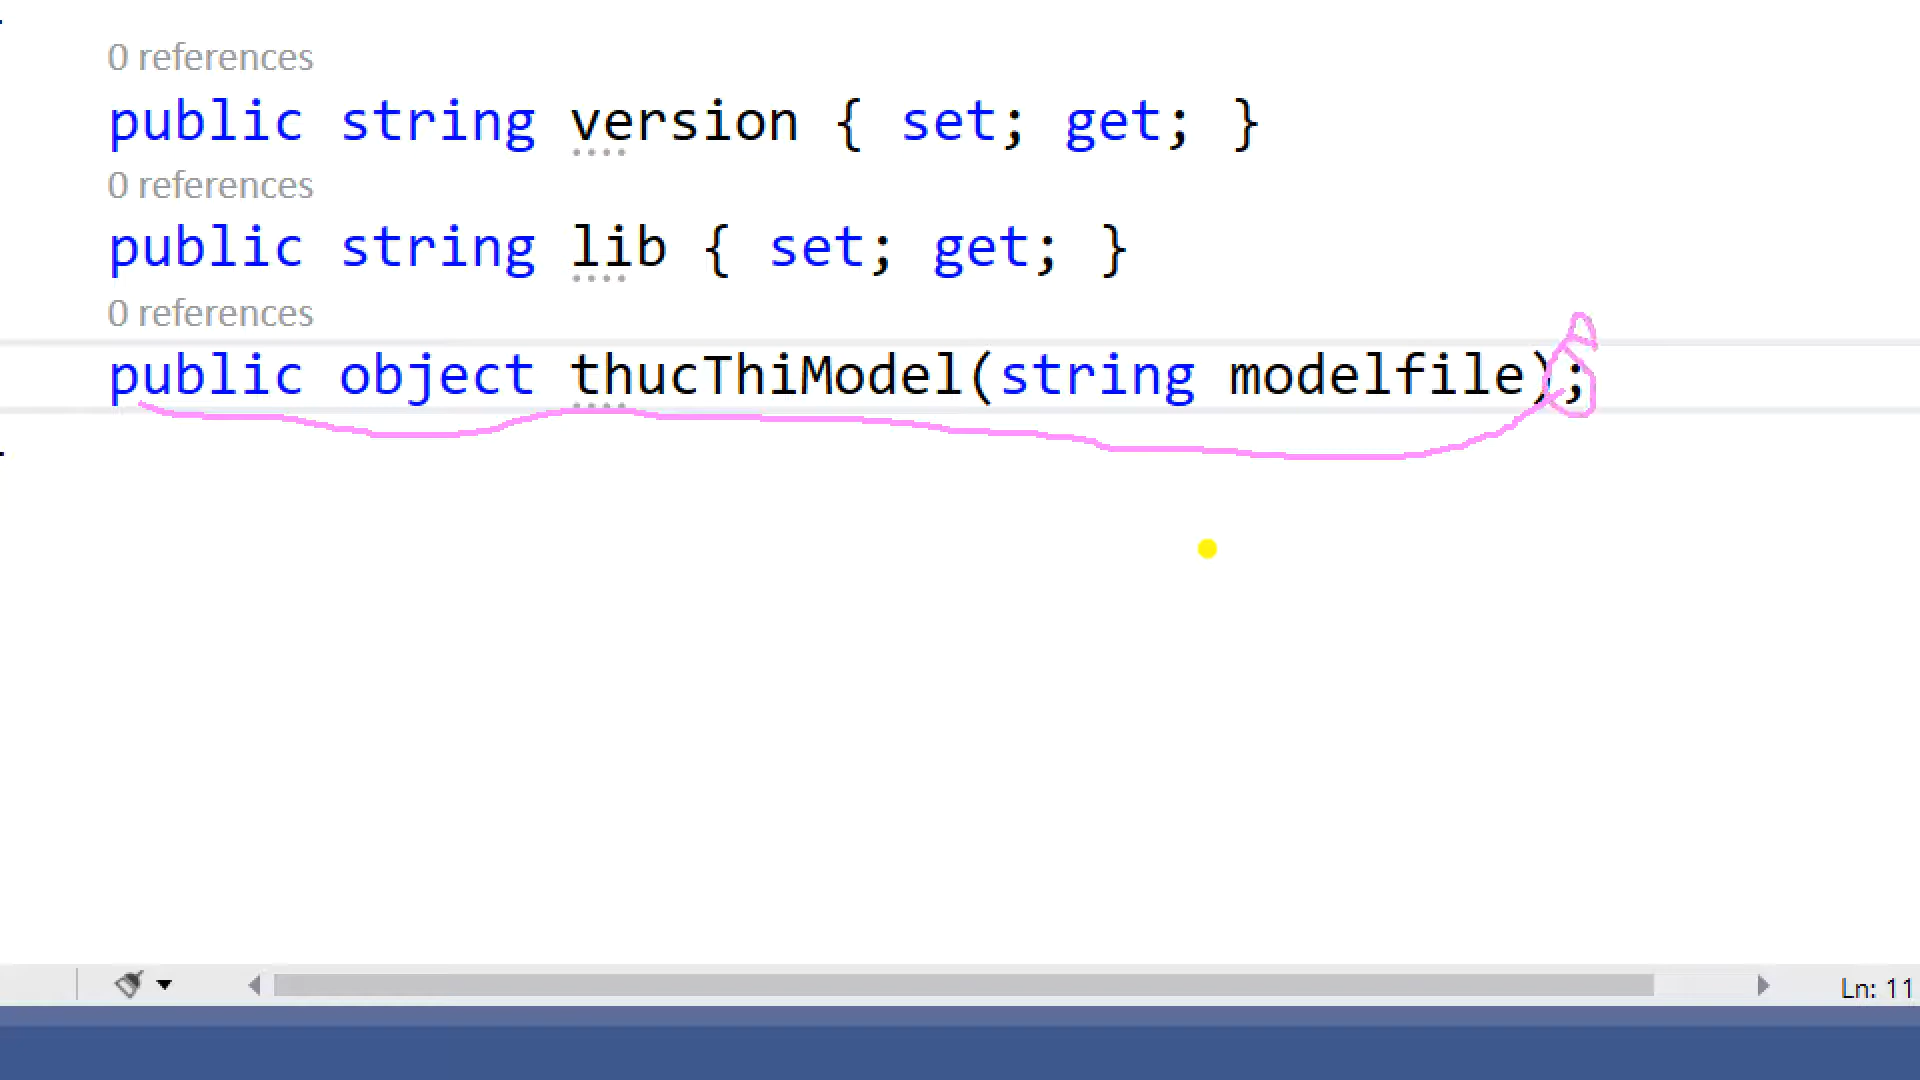 0 references
public string version { set; get; }
0 references
public string lib { set; get; }
0 references
public object thucThiModel(string modelfile);
Ln: 11